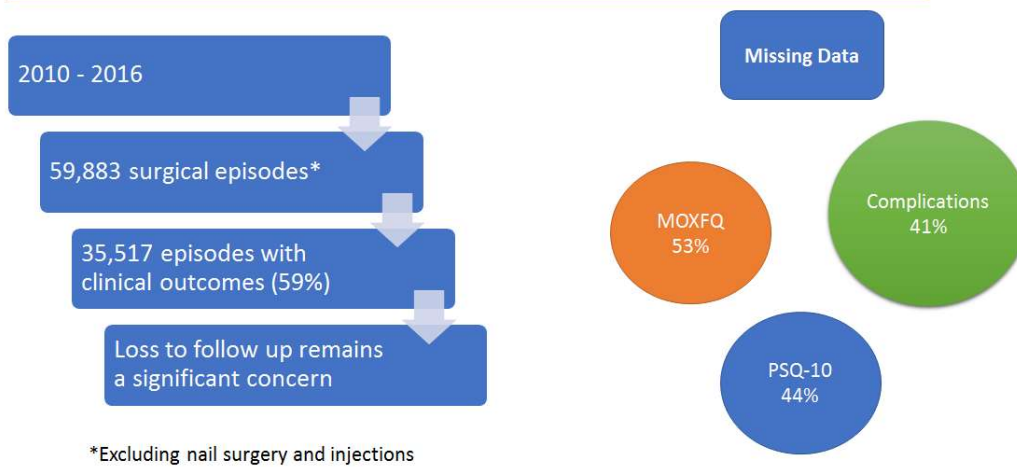 2010 - 2016
59,883 surgical episodes*
35,517 episodes with
clinical outcomes (59%)
Loss to follow up remains
a significant concern
*Excluding nail surgery and injections
Missing Data
MOXFQ
53%
Complications
41%
PSQ-10
44%